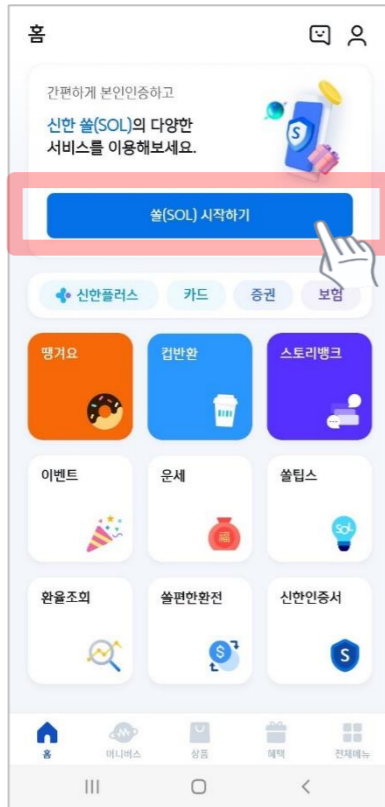 홈
간편하게 본인인증하고
신한 쏠(SOL)의 다양한
서비스를 이용해보세요.
쏠(SOL) 시작하기
신한플러스 카드 증권 보험
땡겨요 컵반환 스토리뱅크
이벤트 운세 쏠팁스
SOL
환율조회 쏠편한환전 신한인증서
홈 머니버스 상품 혜택 전체메뉴